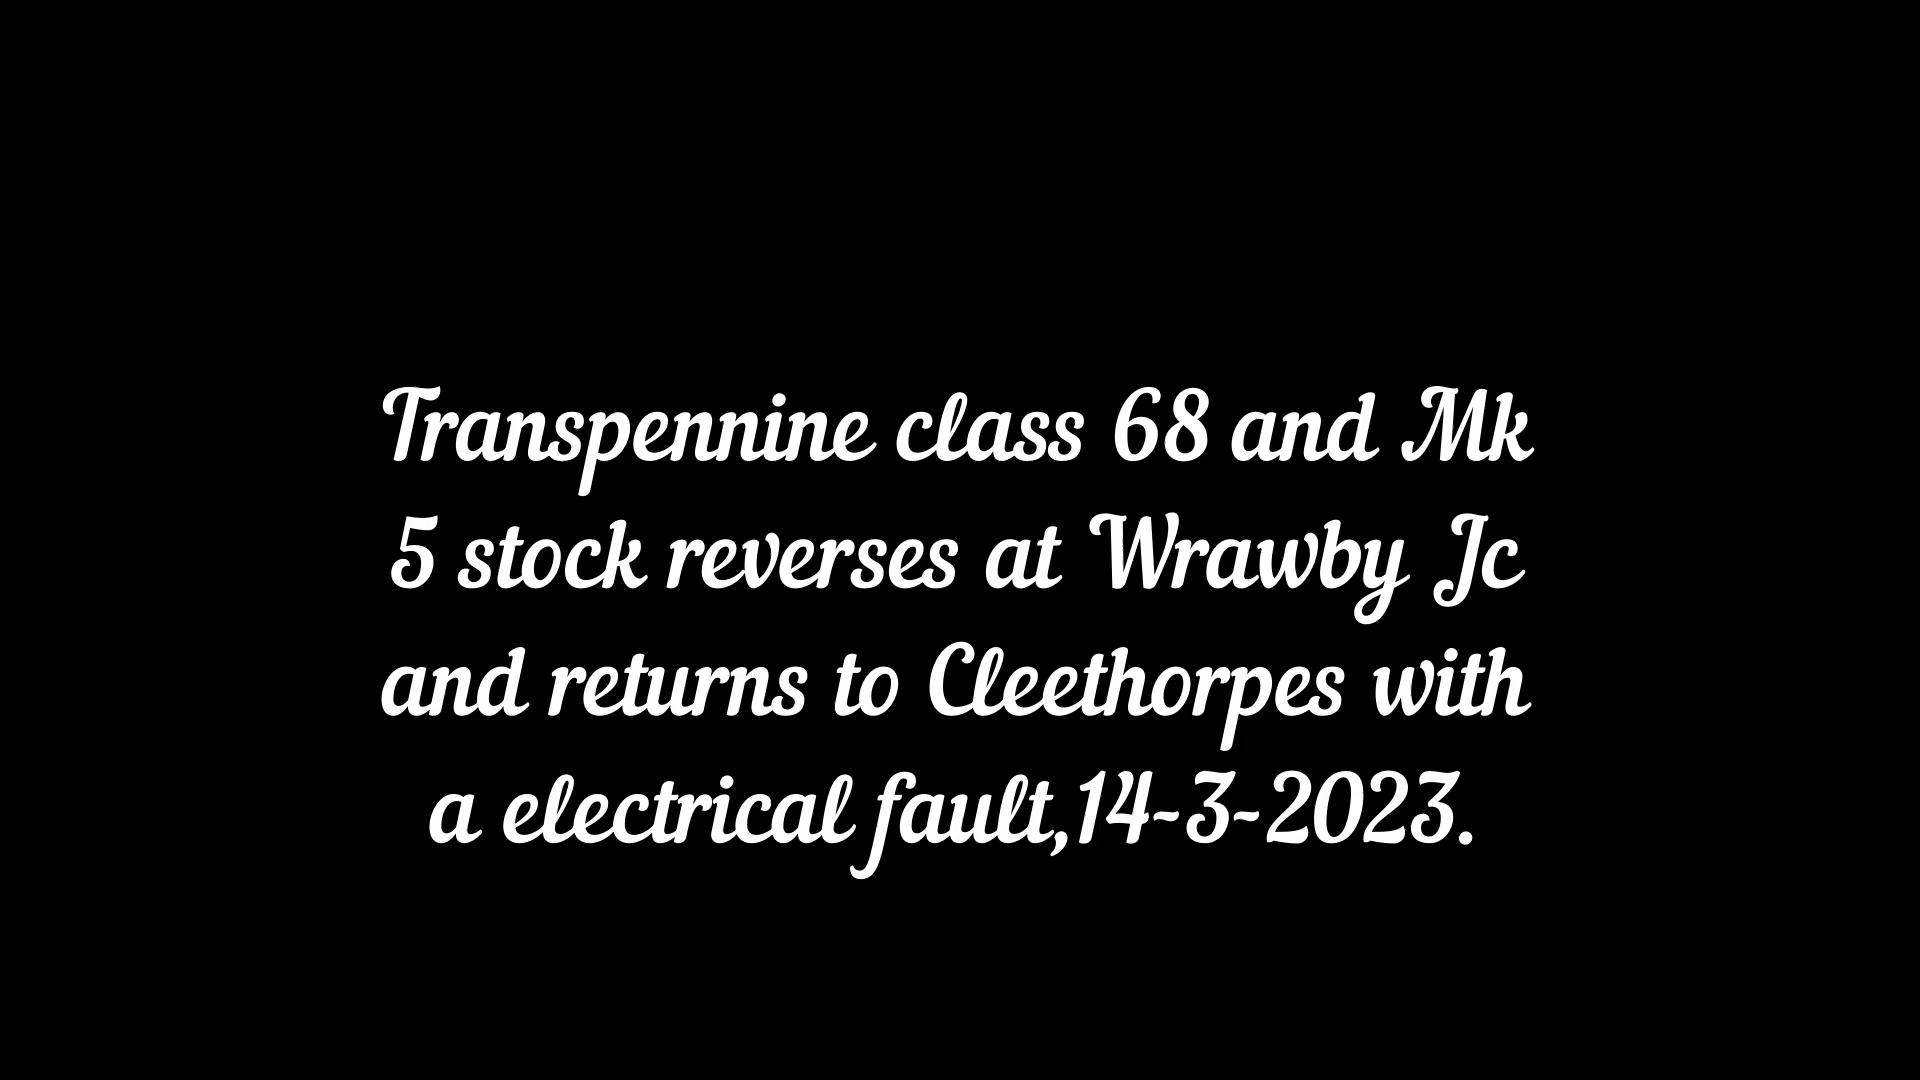 Transpennine class 68 and Mk
5 stock reverses at Wrawby Jc
and returns to Cleethorpes with
a electrical fault,14-3-2023.